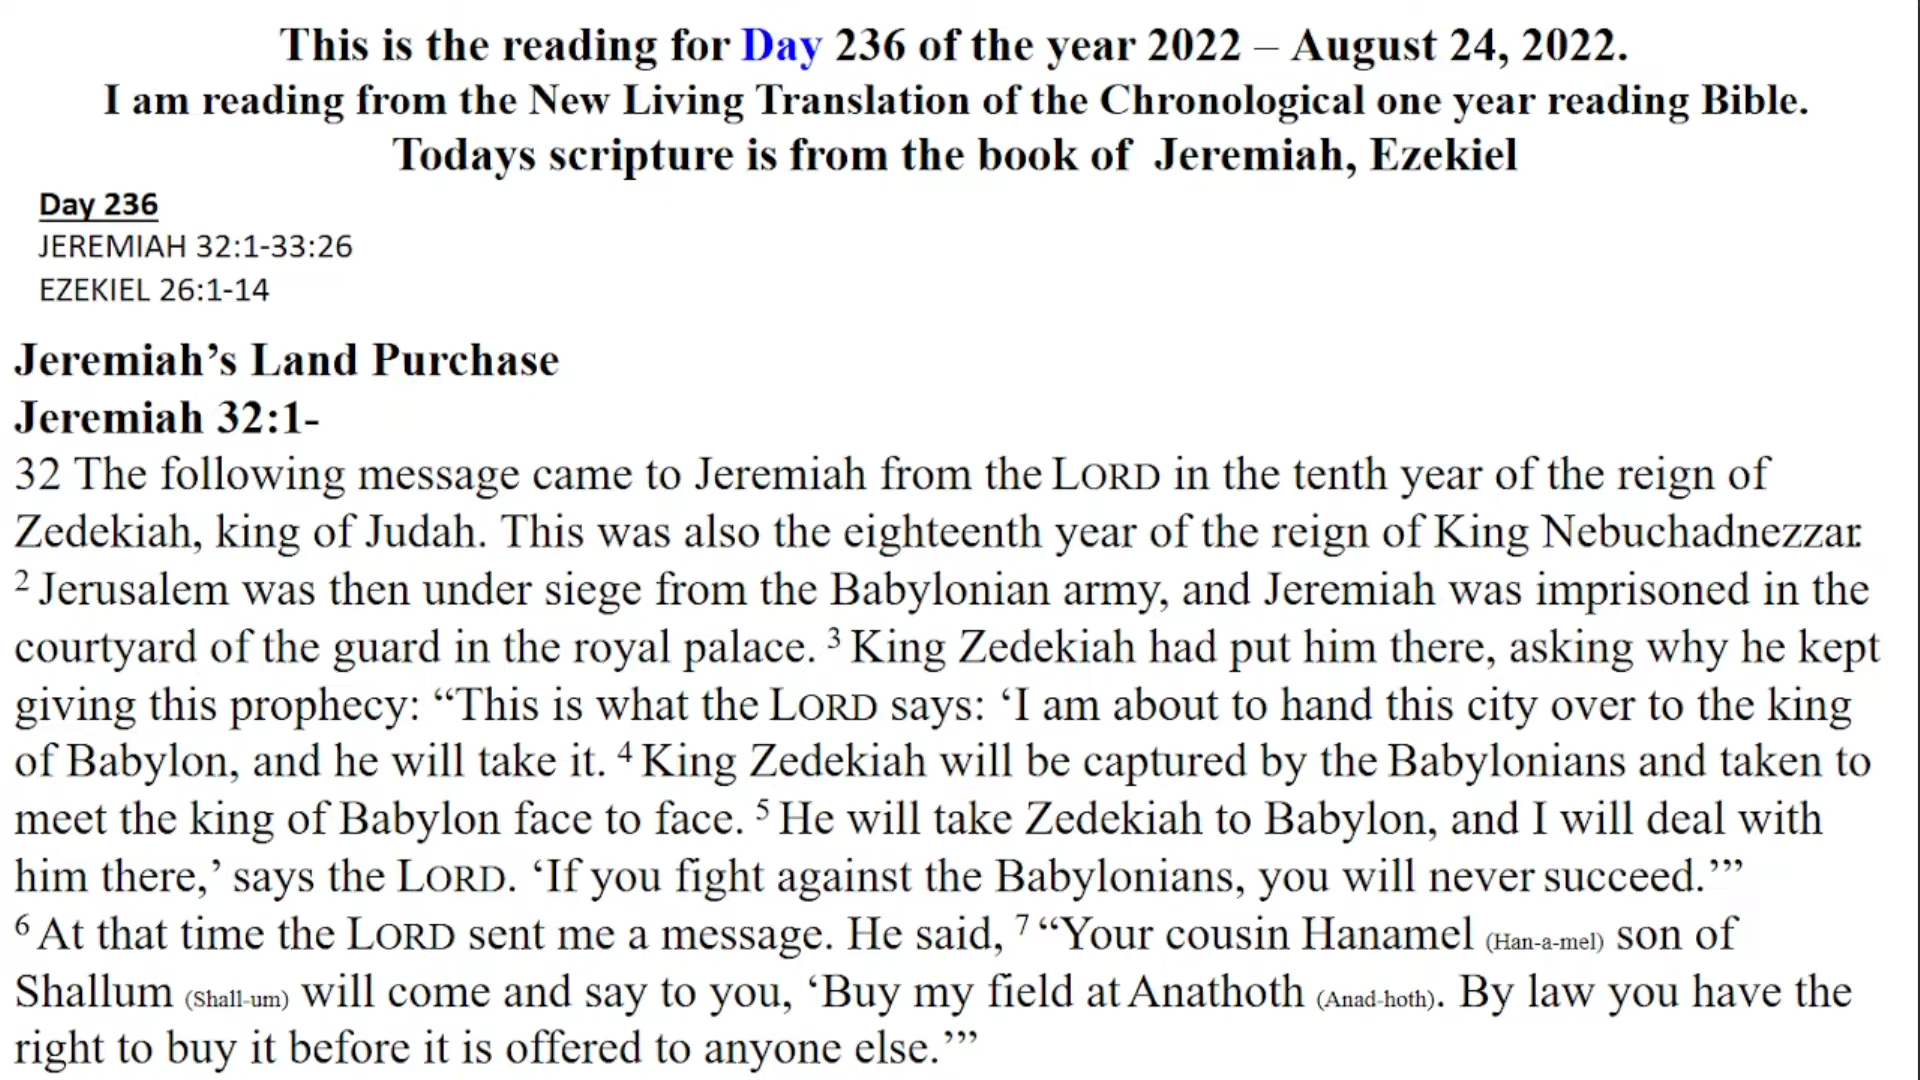 This is the reading for Day 236 of the year 2022 – August 24, 2022.
I am reading from the New Living Translation of the Chronological one year reading Bible.
Todays scripture is from the book of Jeremiah, Ezekiel
Day 236
JEREMIAH 32:1-33:26
EZEKIEL 26:1-14
Jeremiah’s Land Purchase
Jeremiah 32:1-
32 The following message came to Jeremiah from the LORD in the tenth year of the reign of
Zedekiah, king of Judah. This was also the eighteenth year of the reign of King Nebuchadnezzar.
² Jerusalem was then under siege from the Babylonian army, and Jeremiah was imprisoned in the
courtyard of the guard in the royal palace. ³ King Zedekiah had put him there, asking why he kept
giving this prophecy: “This is what the LORD says: ‘I am about to hand this city over to the king
of Babylon, and he will take it. ⁴ King Zedekiah will be captured by the Babylonians and taken to
meet the king of Babylon face to face. ⁵ He will take Zedekiah to Babylon, and I will deal with
him there,’ says the LORD. ‘If you fight against the Babylonians, you will never succeed.’”
⁶ At that time the LORD sent me a message. He said, ⁷ “Your cousin Hanamel (Han-a-mel) son of
Shallum (Shall-um) will come and say to you, ‘Buy my field at Anathoth (Anad-hoth). By law you have the
right to buy it before it is offered to anyone else.’”